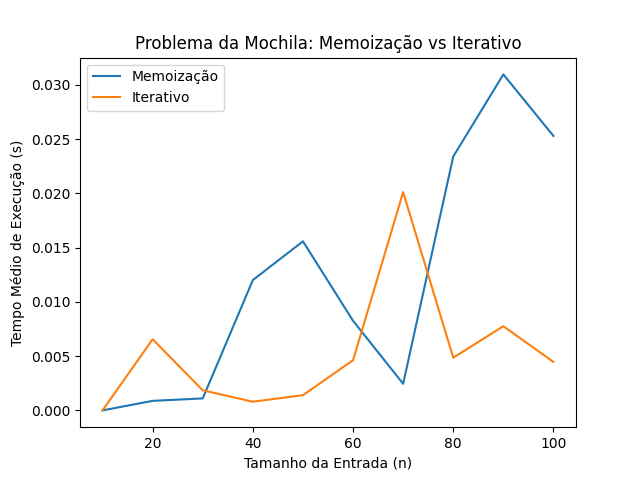 Problema da Mochila: Memoização vs Iterativo
Memoização
Iterativo
Tempo Médio de Execução (s)
0.030
0.025
0.020
0.015
0.010
0.005
0.000
20
40
60
80
100
Tamanho da Entrada (n)